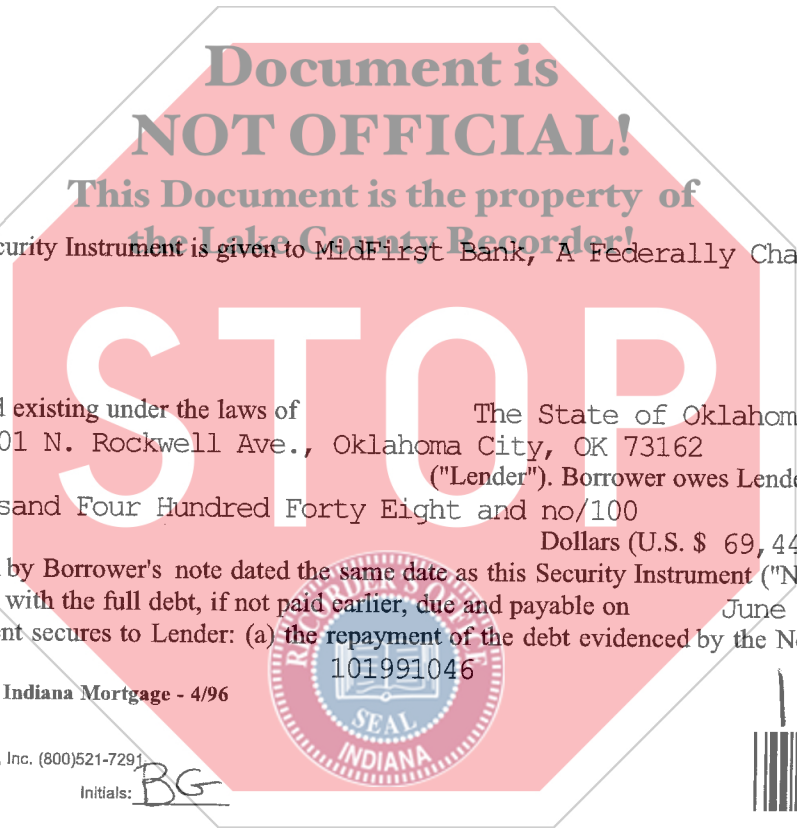 Document is
NOT OFFICIAL!
This Document is the property of
the Lake County Recorder!
curity Instrument is given to MidFirst Bank, A Federally Cha
STOP
d existing under the laws of The State of Oklahom
01 N. Rockwell Ave., Oklahoma City, OK 73162
("Lender"). Borrower owes Lende
sand Four Hundred Forty Eight and no/100
Dollars (U.S. $ 69,44
by Borrower's note dated the same date as this Security Instrument ("N
with the full debt, if not paid earlier, due and payable on June
ent secures to Lender: (a) the repayment of the debt evidenced by the No
101991046
RECORDER'S OFFICE
SEAL
INDIANA
Indiana Mortgage - 4/96
, Inc. (800)521-7291
Initials: BG